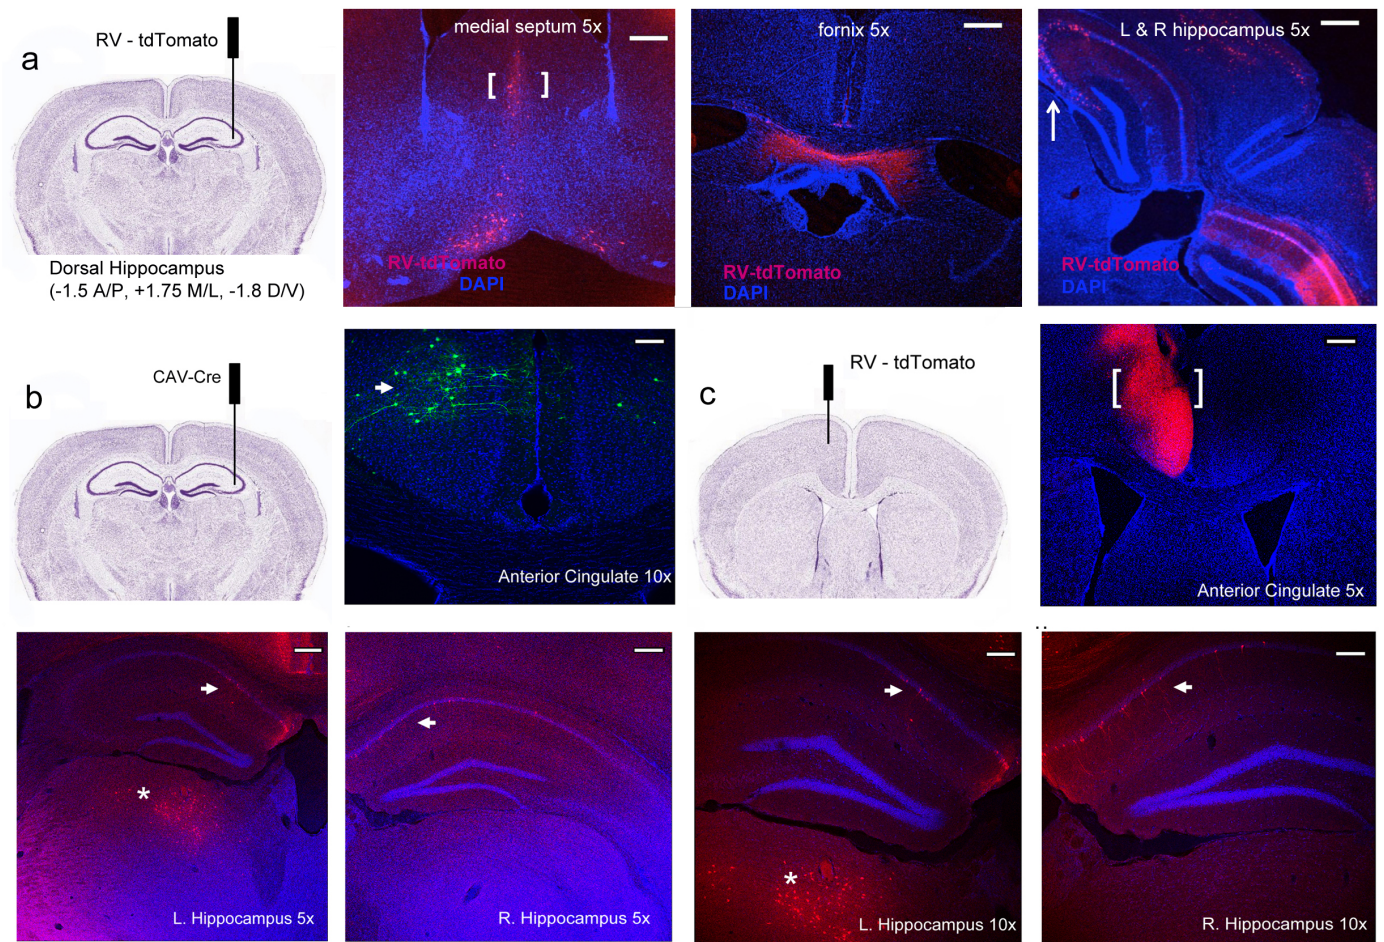 a
RV - tdTomato
Dorsal Hippocampus
(-1.5 A/P, +1.75 M/L, -1.8 D/V)
medial septum 5x
[ ]
RV-tdTomato
DAPI
fornix 5x
RV-tdTomato
DAPI
L & R hippocampus 5x
RV-tdTomato
DAPI
b
CAV-Cre
Anterior Cingulate 10x
c
RV - tdTomato
[ ]
Anterior Cingulate 5x
*
L. Hippocampus 5x
R. Hippocampus 5x
*
L. Hippocampus 10x
R. Hippocampus 10x